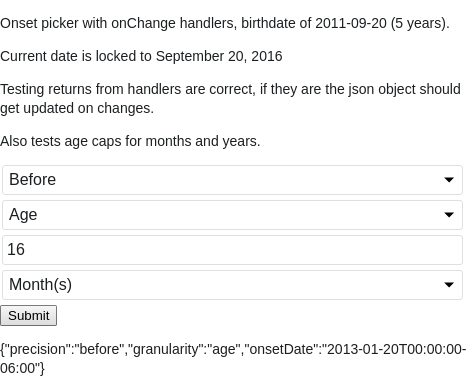 Onset picker with onChange handlers, birthdate of 2011-09-20 (5 years).
Current date is locked to September 20, 2016
Testing returns from handlers are correct, if they are the json object should
get updated on changes.
Also tests age caps for months and years.
Before
Age
16
Month(s)
Submit
{"precision":"before","granularity":"age","onsetDate":"2013-01-20T00:00:00-
06:00"}